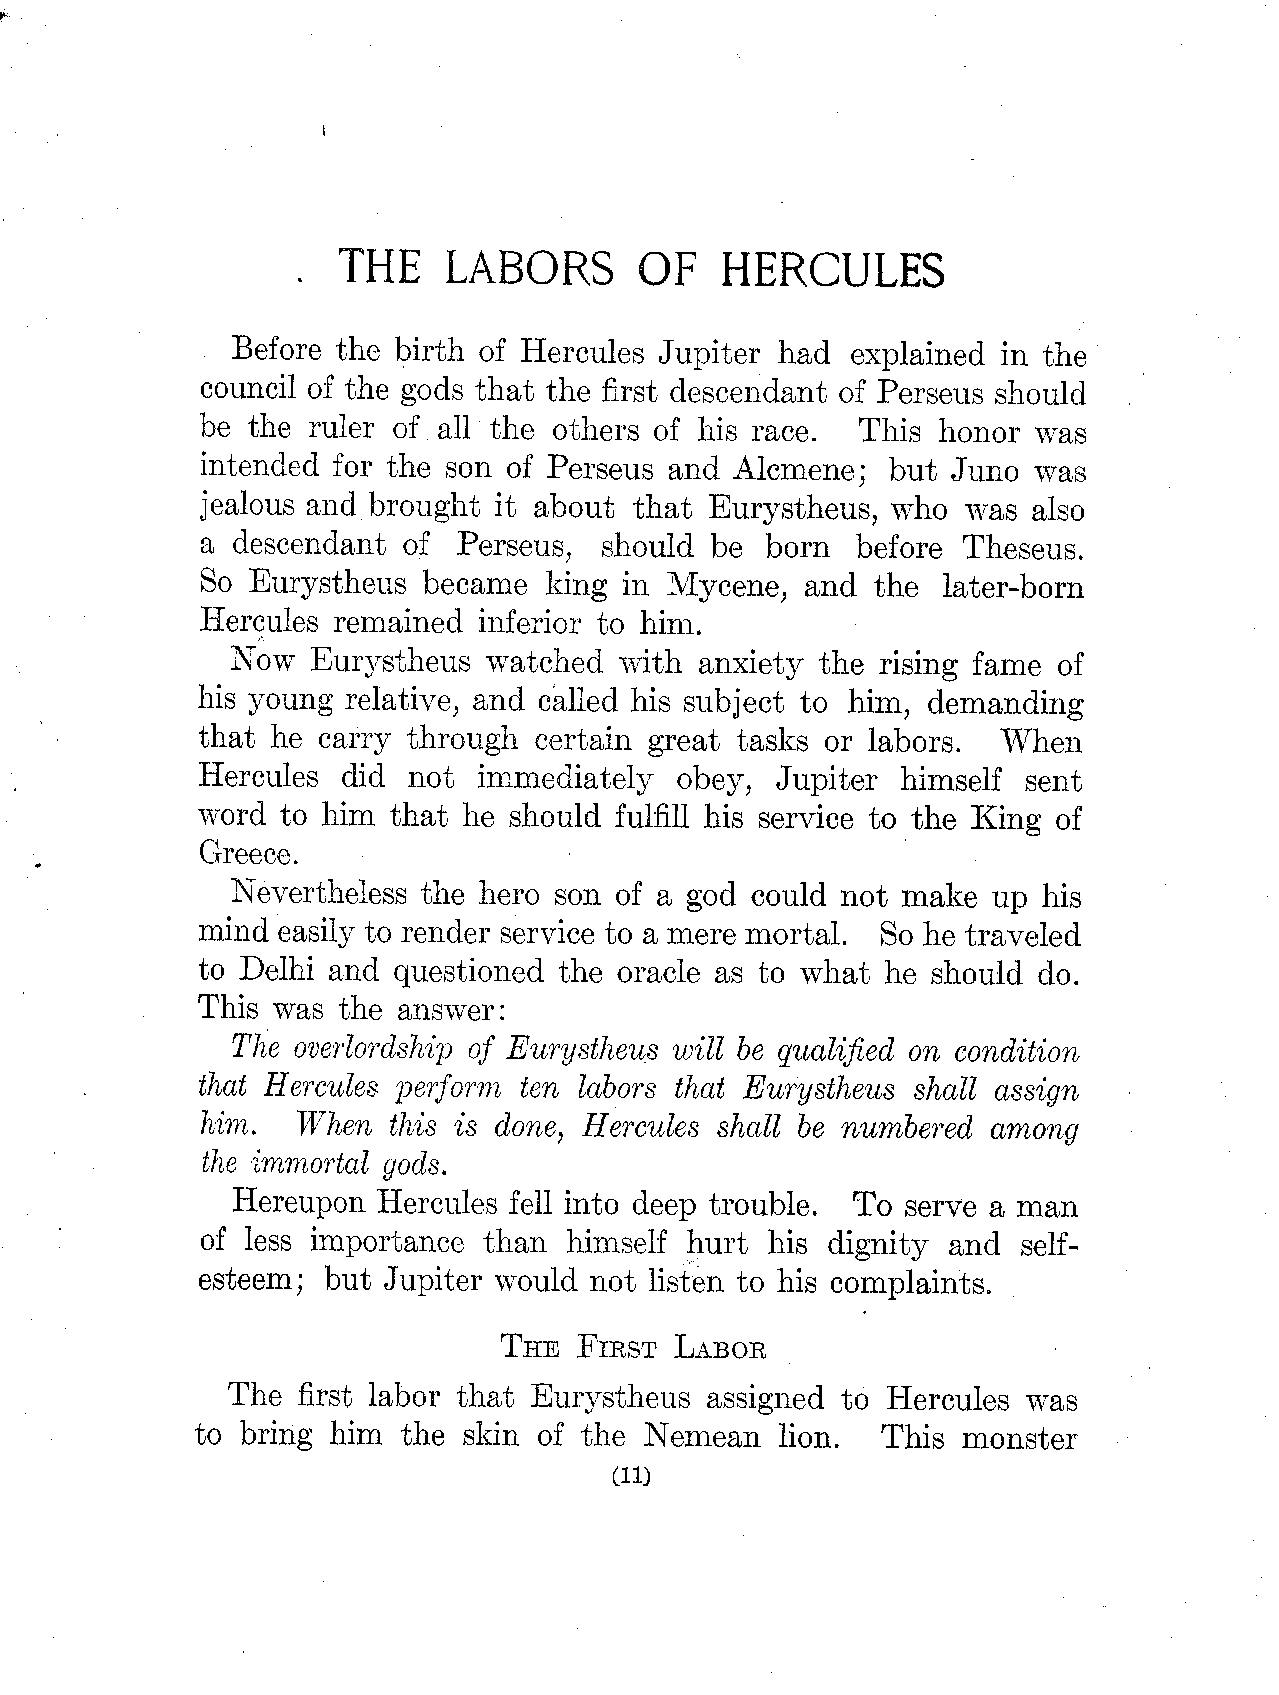 THE LABORS OF HERCULES
Before the birth of Hercules Jupiter had explained in the
council of the gods that the first descendant of Perseus should
be the ruler of all the others of his race. This honor was
intended for the son of Perseus and Alcmene; but Juno was
jealous and brought it about that Eurystheus, who was also
a descendant of Perseus, should be born before Theseus.
So Eurystheus became king in Mycene, and the later-born
Hercules remained inferior to him.
Now Eurystheus watched with anxiety the rising fame of
his young relative, and called his subject to him, demanding
that he carry through certain great tasks or labors. When
Hercules did not immediately obey, Jupiter himself sent
word to him that he should fulfill his service to the King of
Greece.
Nevertheless the hero son of a god could not make up his
mind easily to render service to a mere mortal. So he traveled
to Delhi and questioned the oracle as to what he should do.
This was the answer:
The overlordship of Eurystheus will be qualified on condition
that Hercules perform ten labors that Eurystheus shall assign
him. When this is done, Hercules shall be numbered among
the immortal gods.
Hereupon Hercules fell into deep trouble. To serve a man
of less importance than himself hurt his dignity and self-
esteem; but Jupiter would not listen to his complaints.
THE FIRST LABOR
The first labor that Eurystheus assigned to Hercules was
to bring him the skin of the Nemean lion. This monster
(11)